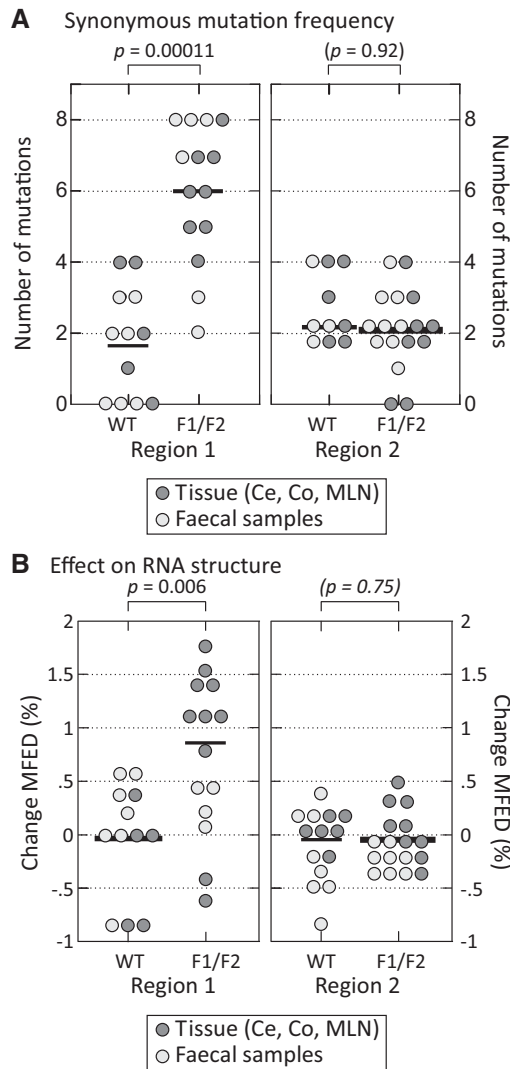 A Synonymous mutation frequency
p = 0.00011
(p = 0.92)
Number of mutations
8
6
4
2
0
WT
F1/F2
Region 1
8
6
4
2
0
Number of mutations
WT
F1/F2
Region 2
Tissue (Ce, Co, MLN)
Faecal samples
B Effect on RNA structure
p = 0.006
(p = 0.75)
Change MFED (%)
2
1.5
1
.5
0
-.5
-1
WT
F1/F2
Region 1
2
1.5
1
.5
0
-.5
-1
Change MFED (%)
WT
F1/F2
Region 2
Tissue (Ce, Co, MLN)
Faecal samples